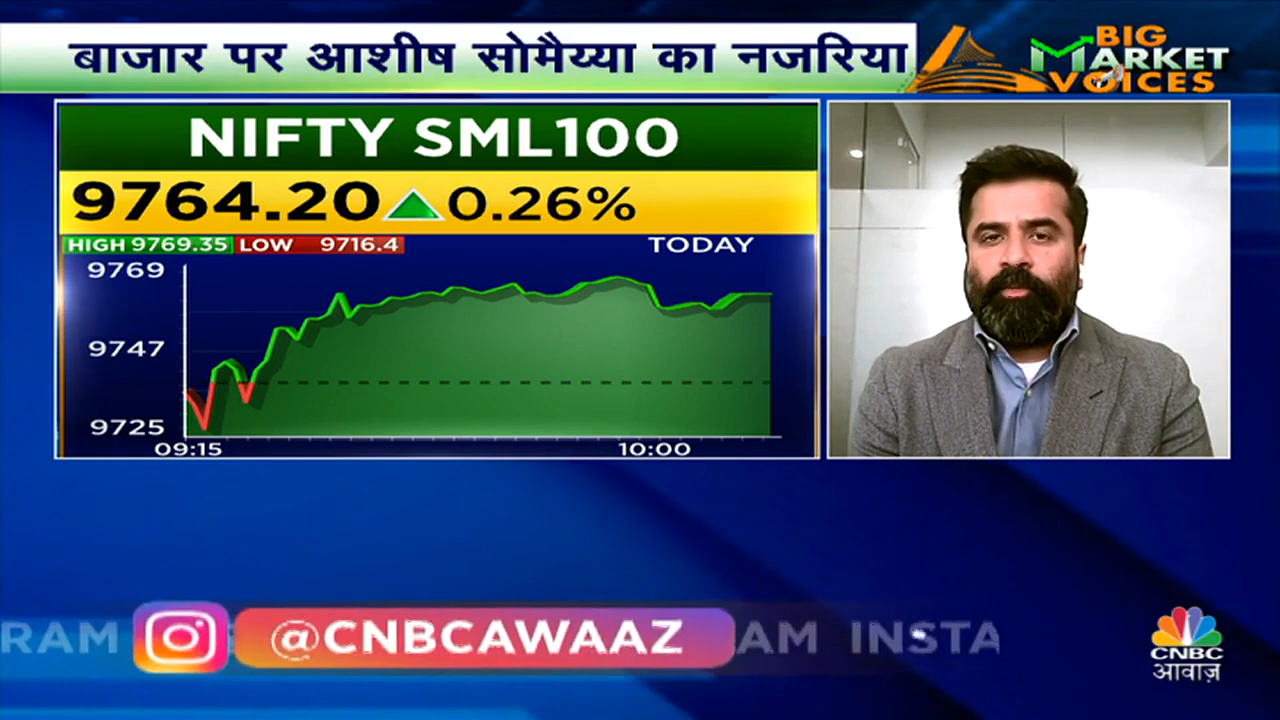 बाजार पर आशीष सोमैय्या का नजरिया
BIG
MARKET
VOICES
NIFTY SML100
9764.20 0.26%
HIGH 9769.35 LOW 9716.4 TODAY
9769
9747
9725
09:15 10:00
RAM @CNBCAWAAZ AM INSTA
CNBC
आवाज़